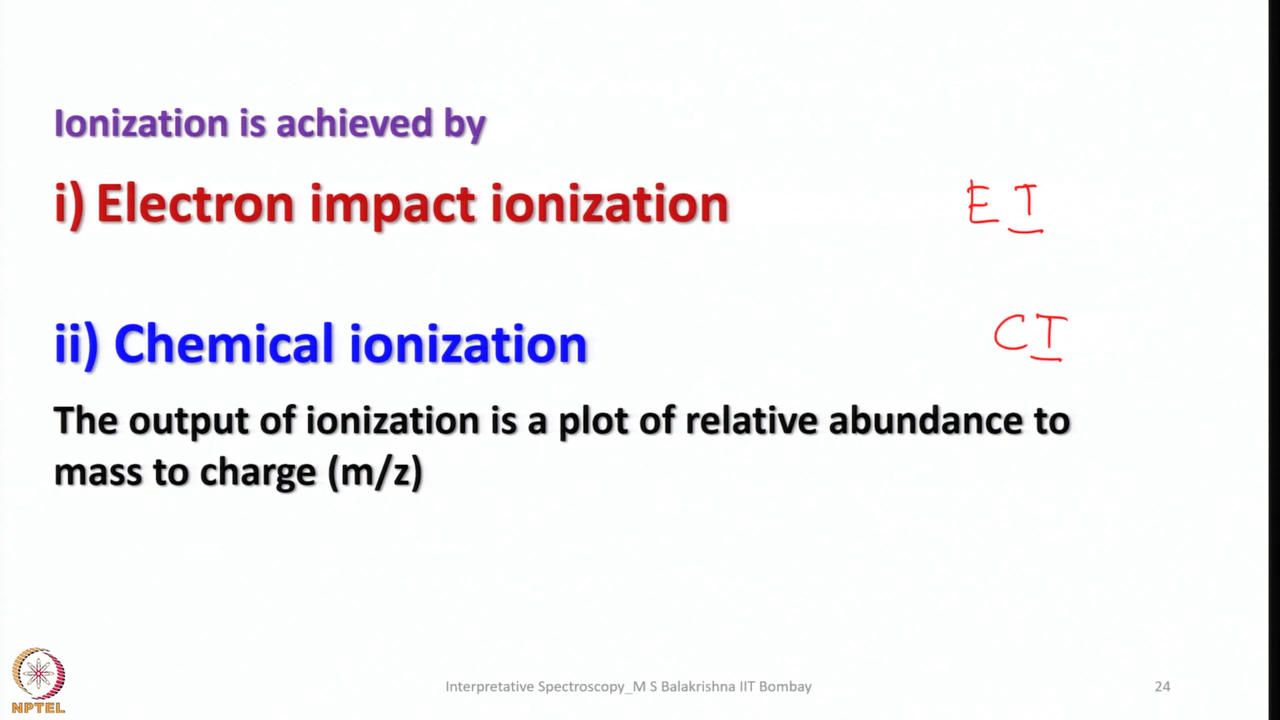 Ionization is achieved by
i) Electron impact ionization
EI
ii) Chemical ionization
CI
The output of ionization is a plot of relative abundance to
mass to charge (m/z)
NPTEL
Interpretative Spectroscopy_M S Balakrishna IIT Bombay
24